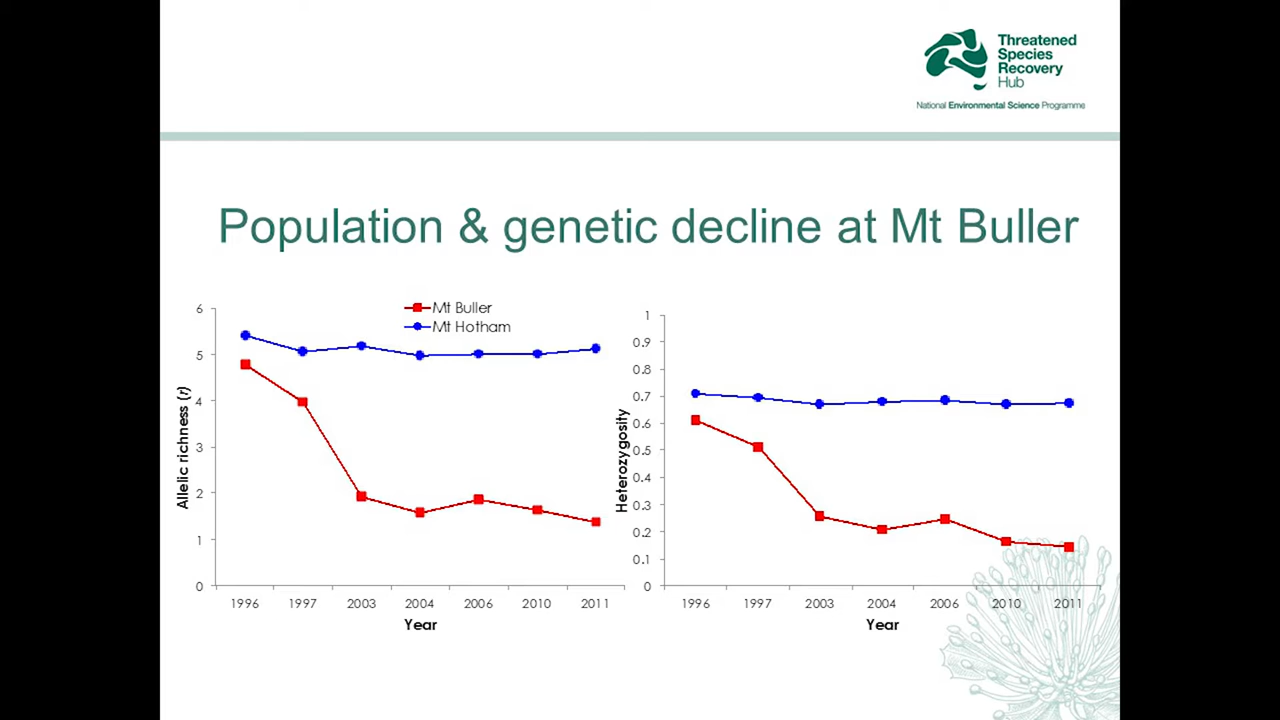 Threatened
Species
Recovery
Hub
National Environmental Science Programme
Population & genetic decline at Mt Buller
Mt Buller
Mt Hotham
6
5
4
3
2
1
0
Allelic richness (r)
1996 1997 2003 2004 2006 2010 2011
Year
1
0.9
0.8
0.7
0.6
0.5
0.4
0.3
0.2
0.1
0
Heterozygosity
1996 1997 2003 2004 2006 2010 2011
Year